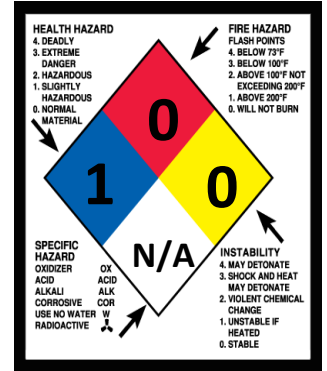 HEALTH HAZARD
4. DEADLY
3. EXTREME
DANGER
2. HAZARDOUS
1. SLIGHTLY
HAZARDOUS
0. NORMAL
MATERIAL
FIRE HAZARD
FLASH POINTS
4. BELOW 73°F
3. BELOW 100°F
2. ABOVE 100°F NOT
EXCEEDING 200°F
1. ABOVE 200°F
0. WILL NOT BURN
0
1
0
N/A
SPECIFIC
HAZARD
OXIDIZER OX
ACID ACID
ALKALI ALK
CORROSIVE COR
USE NO WATER W
RADIOACTIVE
INSTABILITY
4. MAY DETONATE
3. SHOCK AND HEAT
MAY DETONATE
2. VIOLENT CHEMICAL
CHANGE
1. UNSTABLE IF
HEATED
0. STABLE